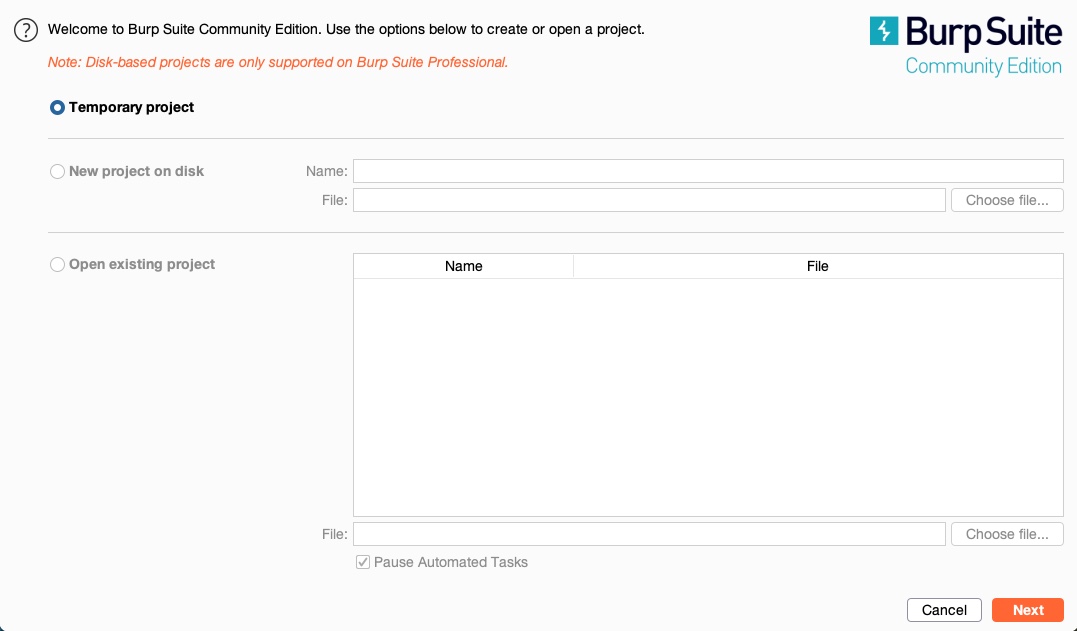 Welcome to Burp Suite Community Edition. Use the options below to create or open a project.
Note: Disk-based projects are only supported on Burp Suite Professional.
Burp Suite
Community Edition
Temporary project
New project on disk
Name:
File:
Choose file...
Open existing project
Name
File
File:
Choose file...
Pause Automated Tasks
Cancel
Next